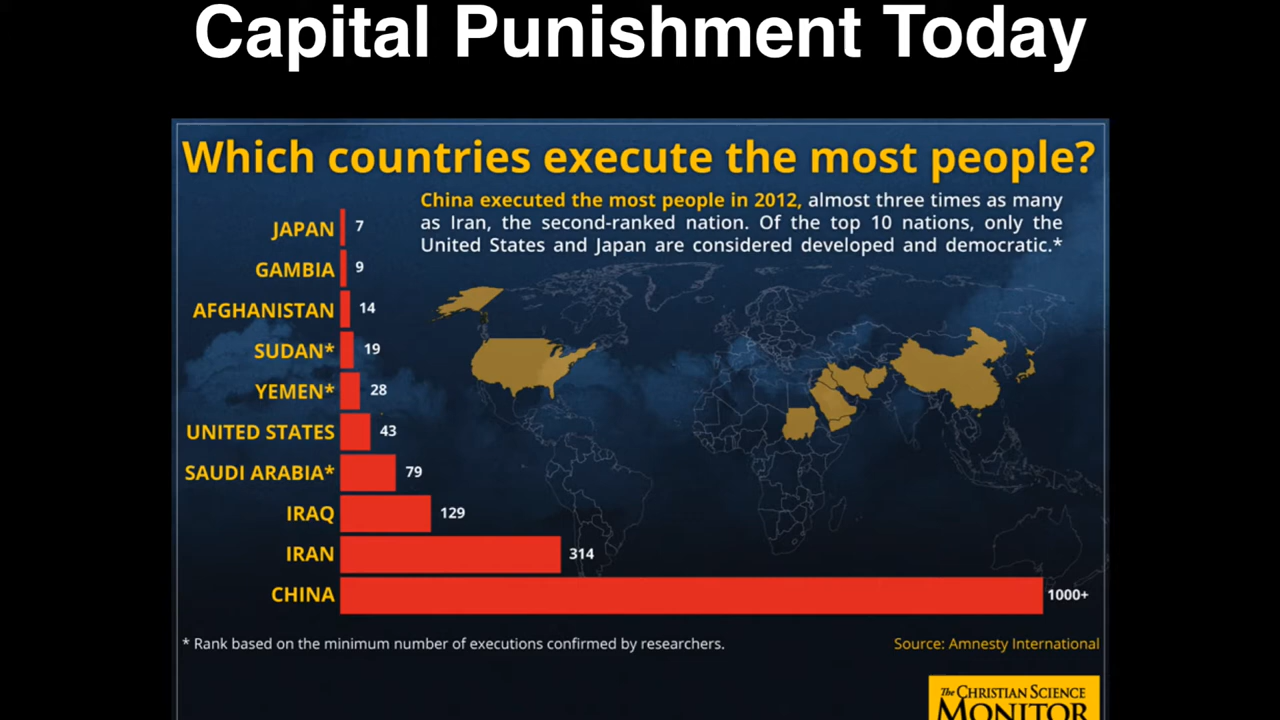 Capital Punishment Today
Which countries execute the most people?
China executed the most people in 2012, almost three times as many
as Iran, the second-ranked nation. Of the top 10 nations, only the
United States and Japan are considered developed and democratic.*
JAPAN 7
GAMBIA 9
AFGHANISTAN 14
SUDAN* 19
YEMEN* 28
UNITED STATES 43
SAUDI ARABIA* 79
IRAQ 129
IRAN 314
CHINA 1000+
* Rank based on the minimum number of executions confirmed by researchers.
Source: Amnesty International
The CHRISTIAN SCIENCE
MONITOR